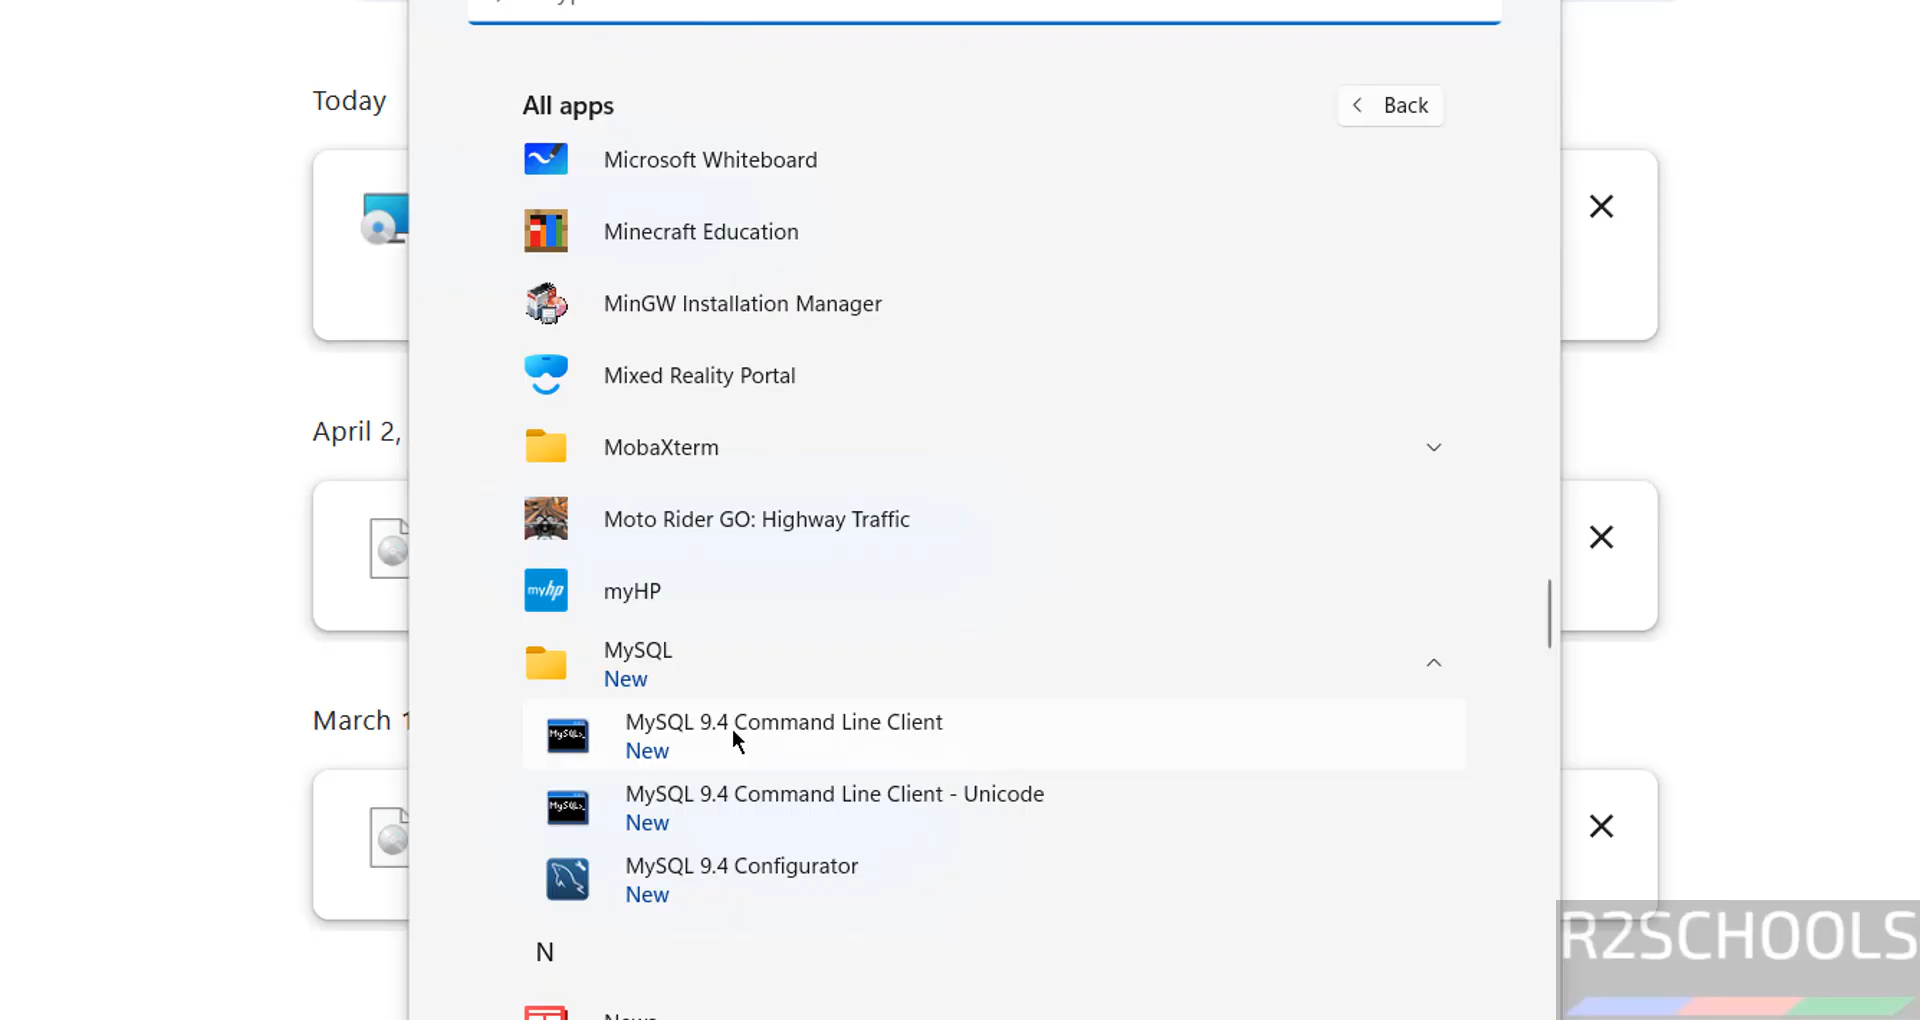 Today
April 2,
March 1
All apps
Back
Microsoft Whiteboard
Minecraft Education
MinGW Installation Manager
Mixed Reality Portal
MobaXterm
Moto Rider GO: Highway Traffic
myhp
myHP
MySQL
New
MySQL 9.4 Command Line Client
New
MySQL 9.4 Command Line Client - Unicode
New
MySQL 9.4 Configurator
New
N
R2SCHOOLS